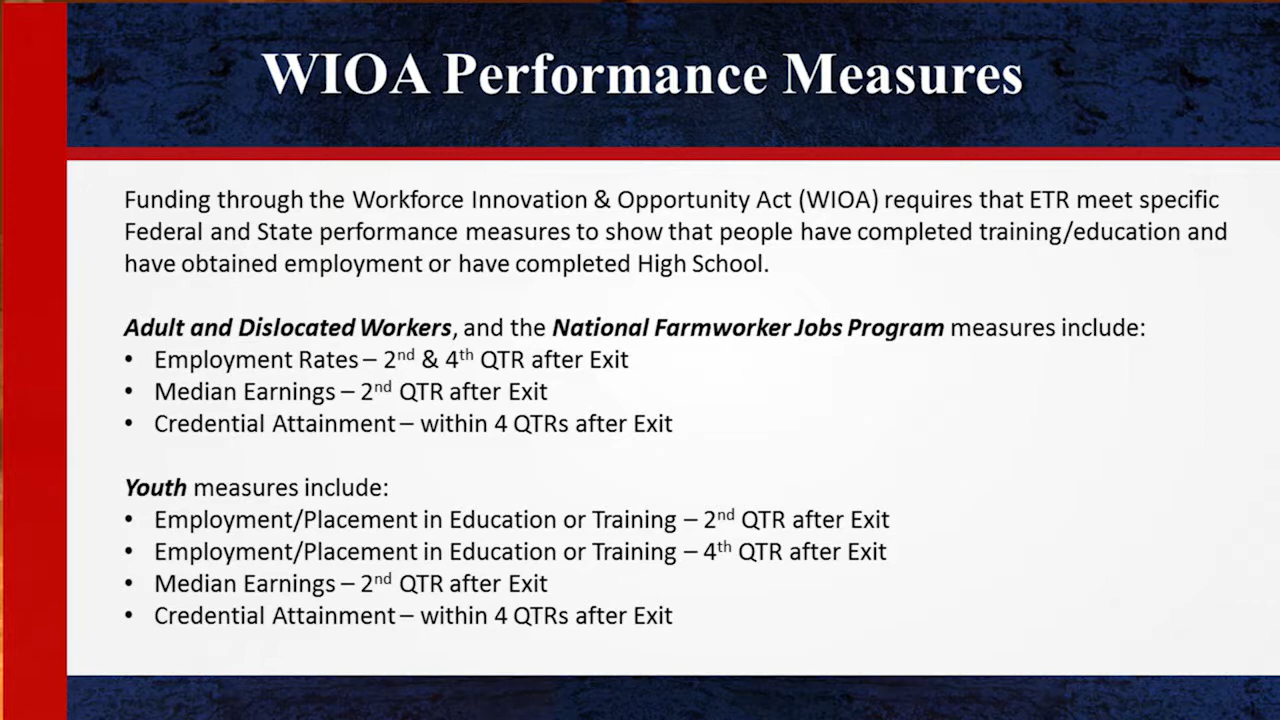 WIOA Performance Measures
Funding through the Workforce Innovation & Opportunity Act (WIOA) requires that ETR meet specific
Federal and State performance measures to show that people have completed training/education and
have obtained employment or have completed High School.
Adult and Dislocated Workers, and the National Farmworker Jobs Program measures include:
• Employment Rates – 2nd & 4th QTR after Exit
• Median Earnings – 2nd QTR after Exit
• Credential Attainment – within 4 QTRs after Exit
Youth measures include:
• Employment/Placement in Education or Training – 2nd QTR after Exit
• Employment/Placement in Education or Training – 4th QTR after Exit
• Median Earnings – 2nd QTR after Exit
• Credential Attainment – within 4 QTRs after Exit